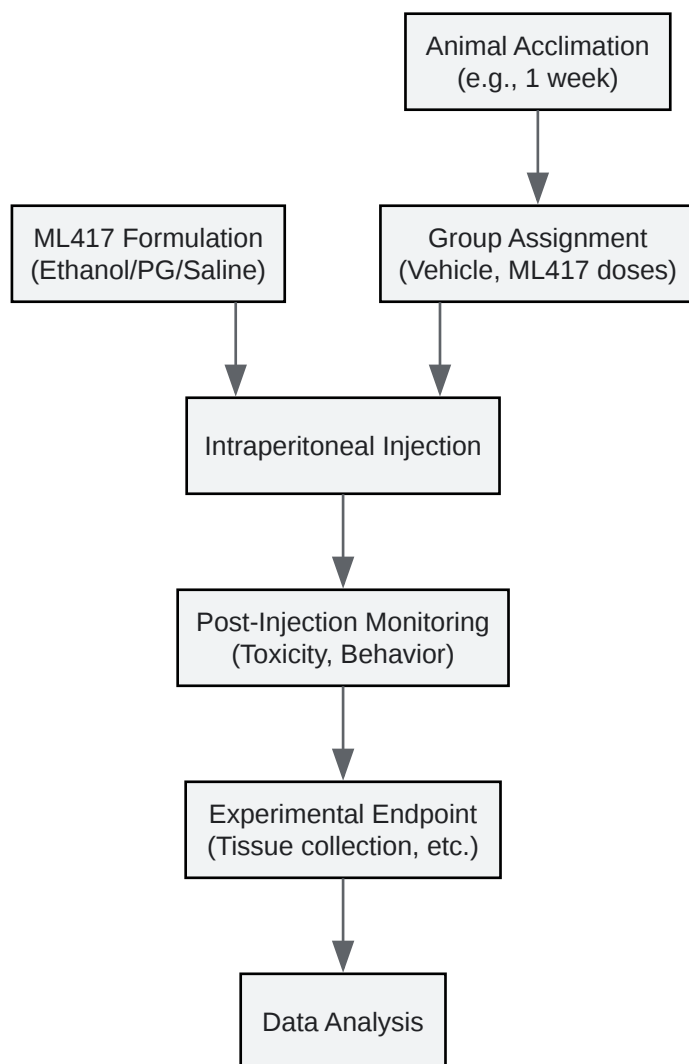 Animal Acclimation
(e.g., 1 week)
ML417 Formulation
(Ethanol/PG/Saline)
Group Assignment
(Vehicle, ML417 doses)
Intraperitoneal Injection
Post-Injection Monitoring
(Toxicity, Behavior)
Experimental Endpoint
(Tissue collection, etc.)
Data Analysis